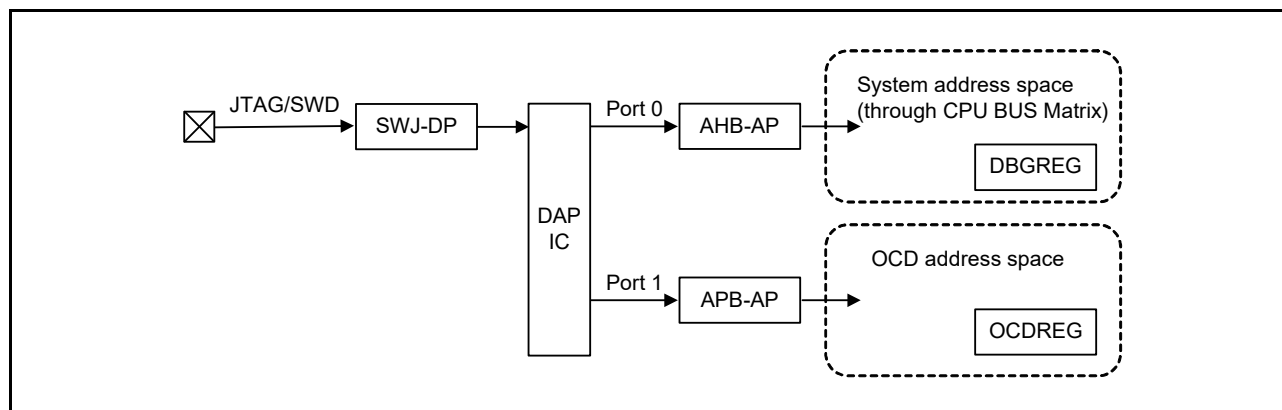 JTAG/SWD
SWJ-DP
DAP
IC
Port 0
AHB-AP
System address space
(through CPU BUS Matrix)
DBGREG
Port 1
APB-AP
OCD address space
OCDREG